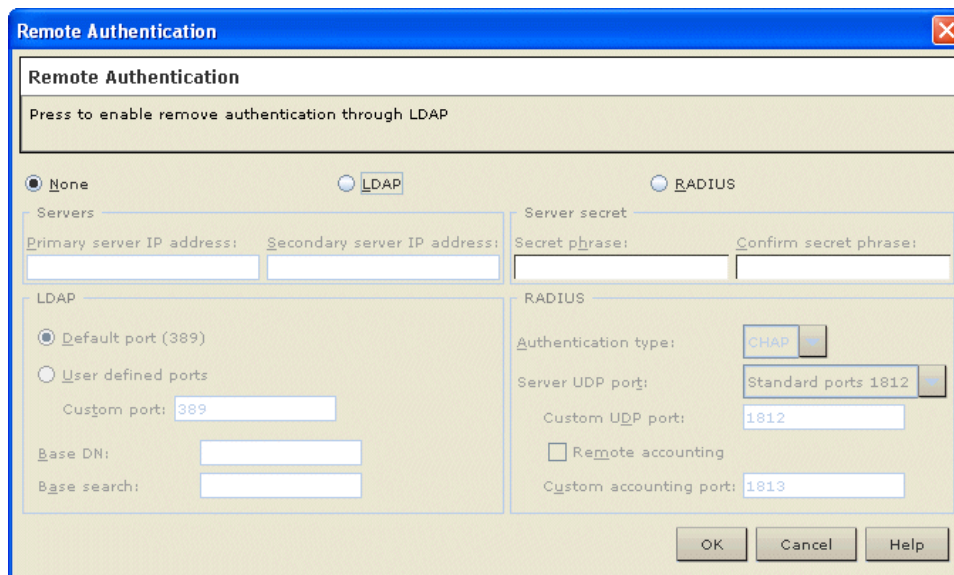 Remote Authentication
Remote Authentication
Press to enable remove authentication through LDAP
None LDAP RADIUS
Servers
Primary server IP address: Secondary server IP address:
Server secret
Secret phrase: Confirm secret phrase:
LDAP
Default port (389)
User defined ports
Custom port: 389
Base DN:
Base search:
RADIUS
Authentication type: CHAP
Server UDP port: Standard ports 1812
Custom UDP port: 1812
Remote accounting
Custom accounting port: 1813
OK Cancel Help